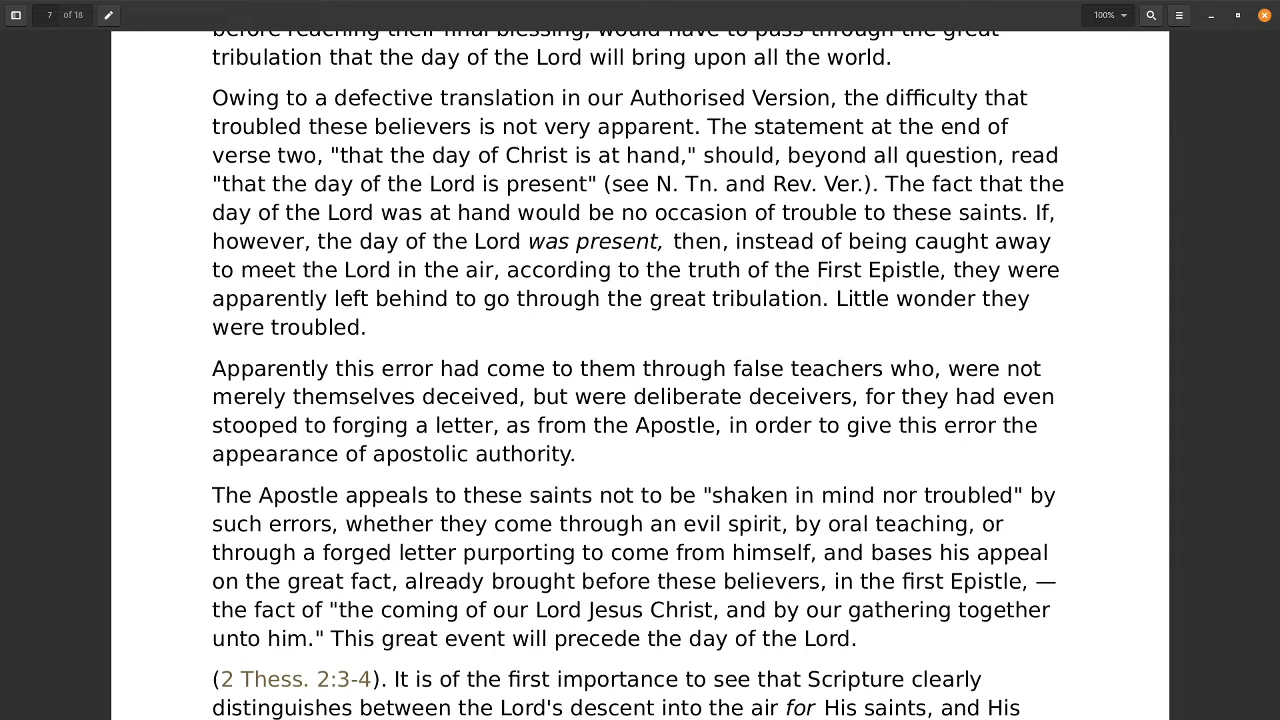 7 of 18
100%
before reaching their final blessing, would have to pass through the great
tribulation that the day of the Lord will bring upon all the world.
Owing to a defective translation in our Authorised Version, the difficulty that
troubled these believers is not very apparent. The statement at the end of
verse two, "that the day of Christ is at hand," should, beyond all question, read
"that the day of the Lord is present" (see N. Tn. and Rev. Ver.). The fact that the
day of the Lord was at hand would be no occasion of trouble to these saints. If,
however, the day of the Lord was present, then, instead of being caught away
to meet the Lord in the air, according to the truth of the First Epistle, they were
apparently left behind to go through the great tribulation. Little wonder they
were troubled.
Apparently this error had come to them through false teachers who, were not
merely themselves deceived, but were deliberate deceivers, for they had even
stooped to forging a letter, as from the Apostle, in order to give this error the
appearance of apostolic authority.
The Apostle appeals to these saints not to be "shaken in mind nor troubled" by
such errors, whether they come through an evil spirit, by oral teaching, or
through a forged letter purporting to come from himself, and bases his appeal
on the great fact, already brought before these believers, in the first Epistle, —
the fact of "the coming of our Lord Jesus Christ, and by our gathering together
unto him." This great event will precede the day of the Lord.
(2 Thess. 2:3-4). It is of the first importance to see that Scripture clearly
distinguishes between the Lord's descent into the air for His saints, and His